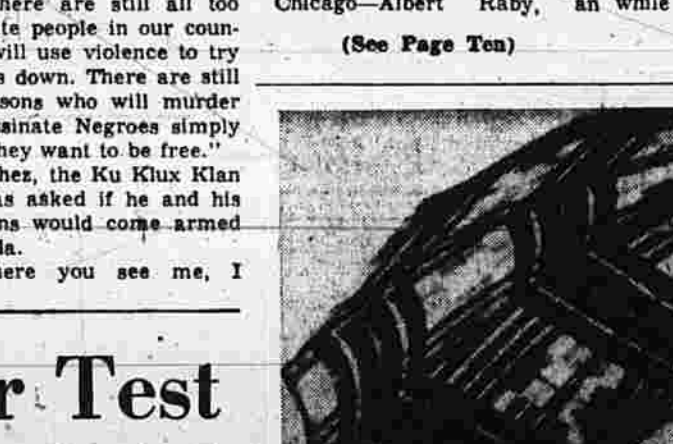 here are still all too
te people in our coun-
will use violence to try
s down. There are still
sons who will murder
sinate Negroes simply
hey want to be free."
hez, the Ku Klux Klan
as asked if he and his
ns would come armed
la.
here you see me, I
r Test
Chicago—Albert Raby, an while
(See Page Ten)